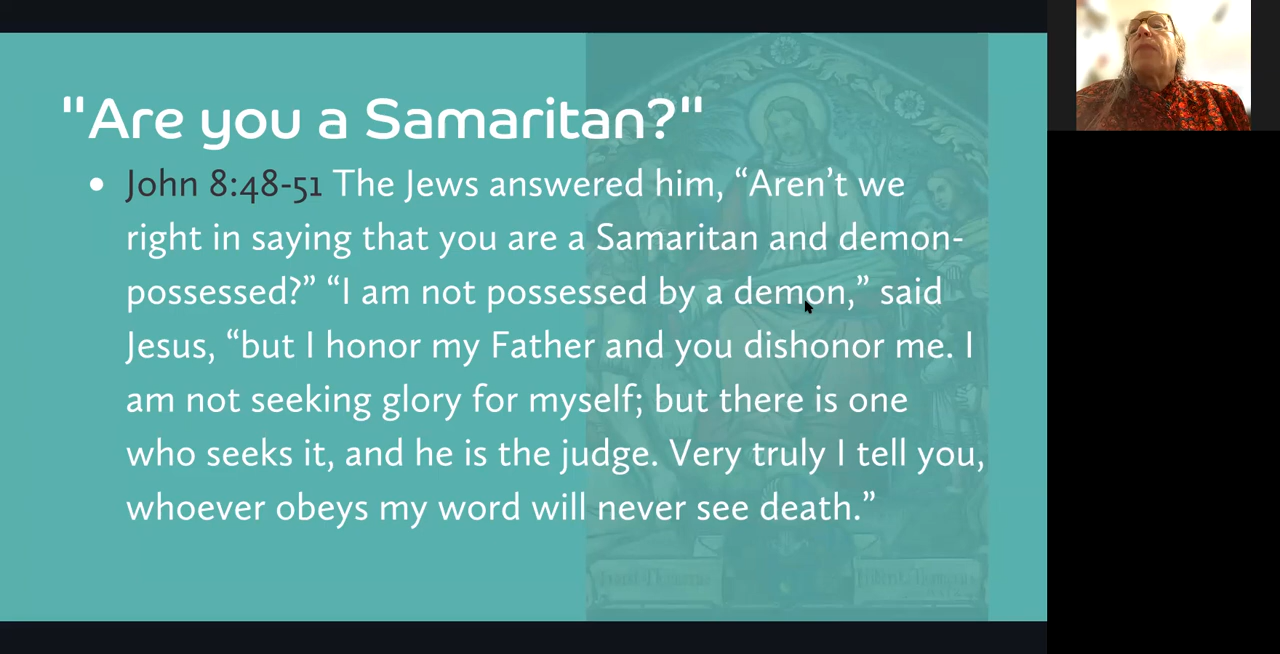 "Are you a Samaritan?"
• John 8:48-51 The Jews answered him, “Aren’t we
right in saying that you are a Samaritan and demon-
possessed?” “I am not possessed by a demon,” said
Jesus, “but I honor my Father and you dishonor me. I
am not seeking glory for myself; but there is one
who seeks it, and he is the judge. Very truly I tell you,
whoever obeys my word will never see death.”